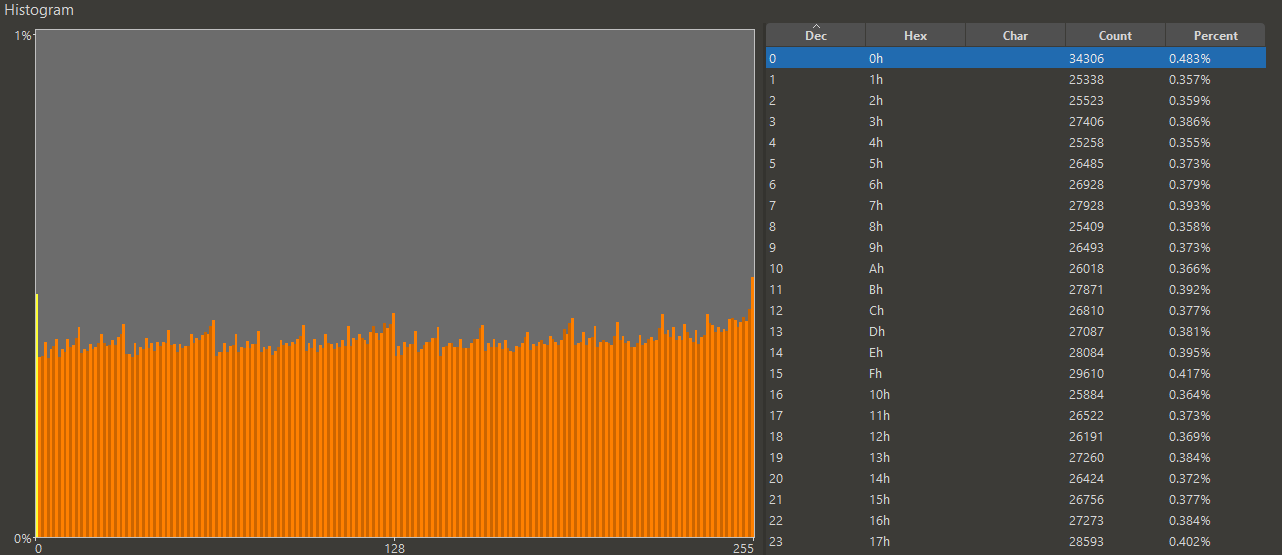 Histogram
1%
0%
0 128 255
Dec Hex Char Count Percent
0 0h 34306 0.483%
1 1h 25338 0.357%
2 2h 25523 0.359%
3 3h 27406 0.386%
4 4h 25258 0.355%
5 5h 26485 0.373%
6 6h 26928 0.379%
7 7h 27928 0.393%
8 8h 25409 0.358%
9 9h 26493 0.373%
10 Ah 26018 0.366%
11 Bh 27871 0.392%
12 Ch 26810 0.377%
13 Dh 27087 0.381%
14 Eh 28084 0.395%
15 Fh 29610 0.417%
16 10h 25884 0.364%
17 11h 26522 0.373%
18 12h 26191 0.369%
19 13h 27260 0.384%
20 14h 26424 0.372%
21 15h 26756 0.377%
22 16h 27273 0.384%
23 17h 28593 0.402%